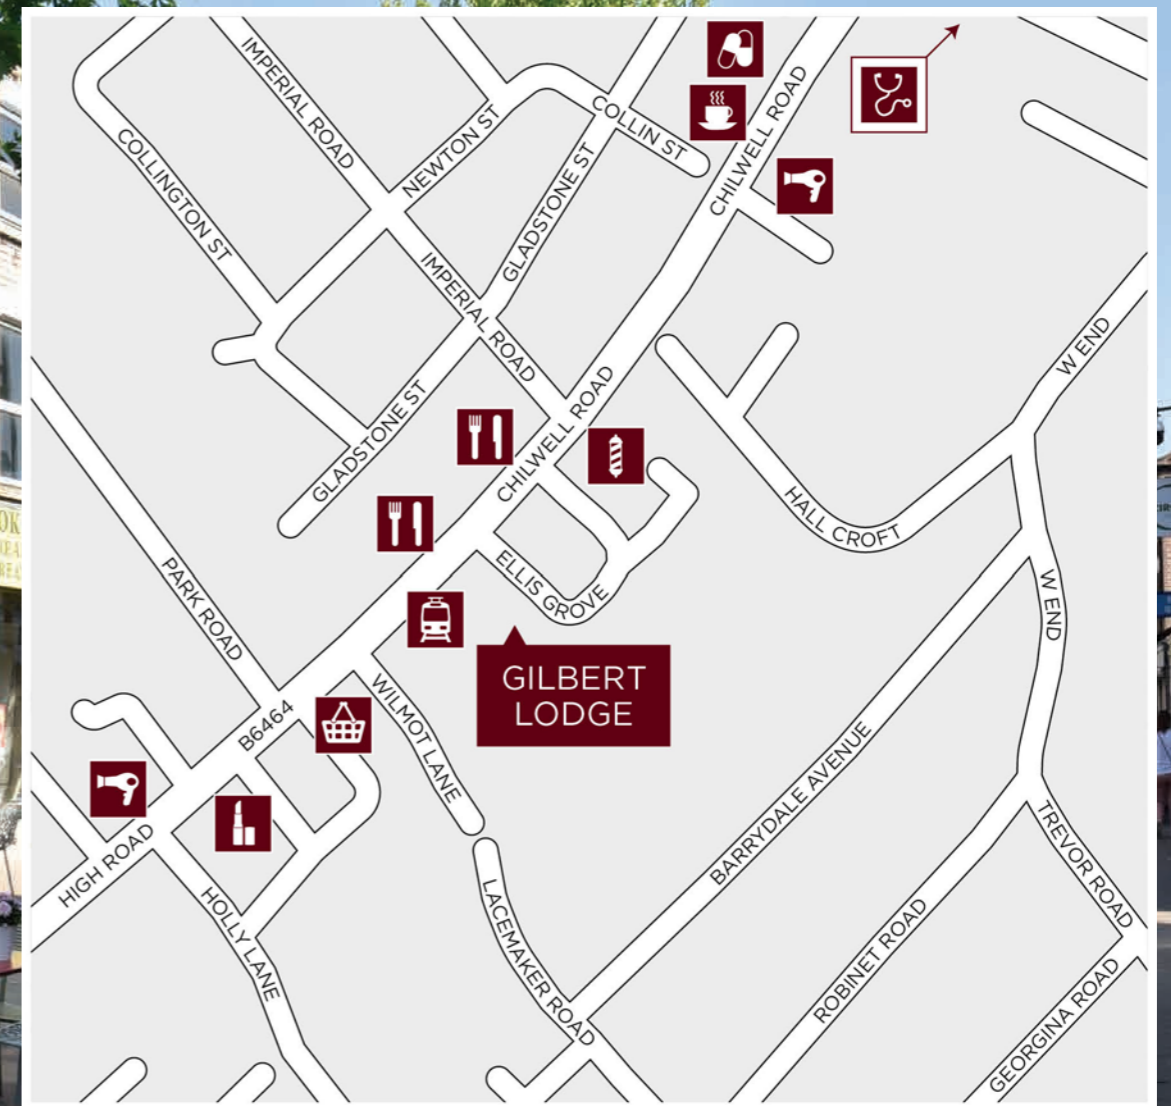 IMPERIAL ROAD
COLLINGTON ST
NEWTON ST
COLLIN ST
GLADSTONE ST
CHILWELL ROAD
IMPERIAL ROAD
GLADSTONE ST
CHILWELL ROAD
W END
HALL CROFT
ELLIS GROVE
W END
PARK ROAD
GILBERT
LODGE
B6464
WILMOT LANE
HIGH ROAD
HOLLY LANE
LACEMAKER ROAD
BARRYDALE AVENUE
ROBINET ROAD
TREVOR ROAD
GEORGINA ROAD